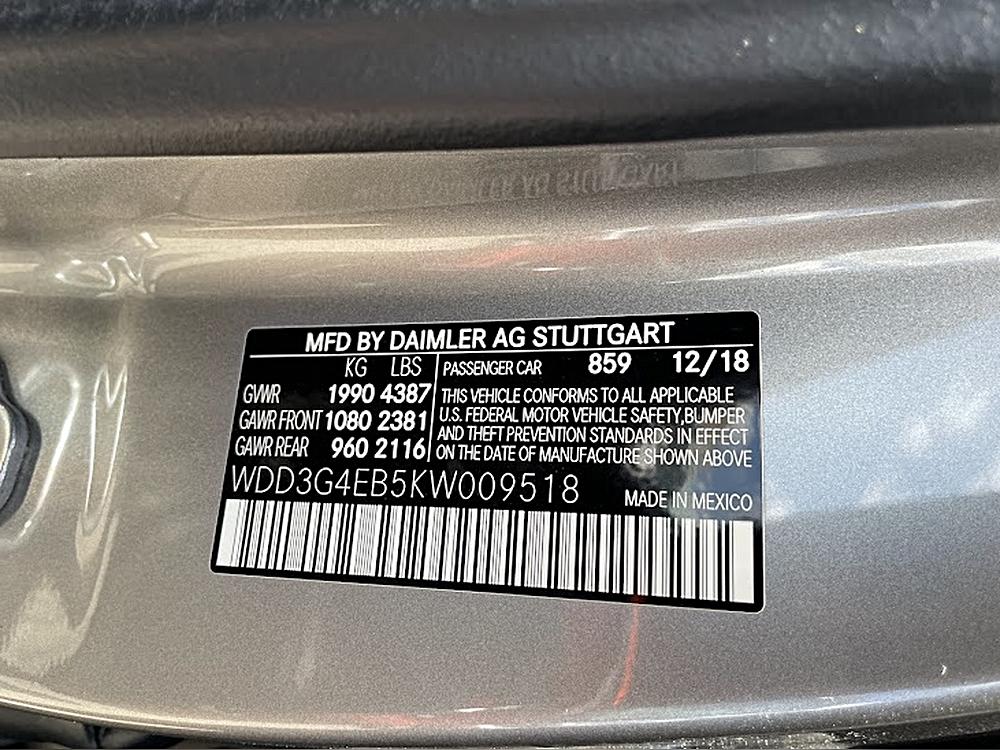 MFD BY DAIMLER AG STUTTGART
KG LBS
GVWR 1990 4387
GAWR FRONT 1080 2381
GAWR REAR 960 2116
PASSENGER CAR 859 12/18
THIS VEHICLE CONFORMS TO ALL APPLICABLE
U.S. FEDERAL MOTOR VEHICLE SAFETY,BUMPER
AND THEFT PREVENTION STANDARDS IN EFFECT
ON THE DATE OF MANUFACTURE SHOWN ABOVE
WDD3G4EB5KW009518
MADE IN MEXICO